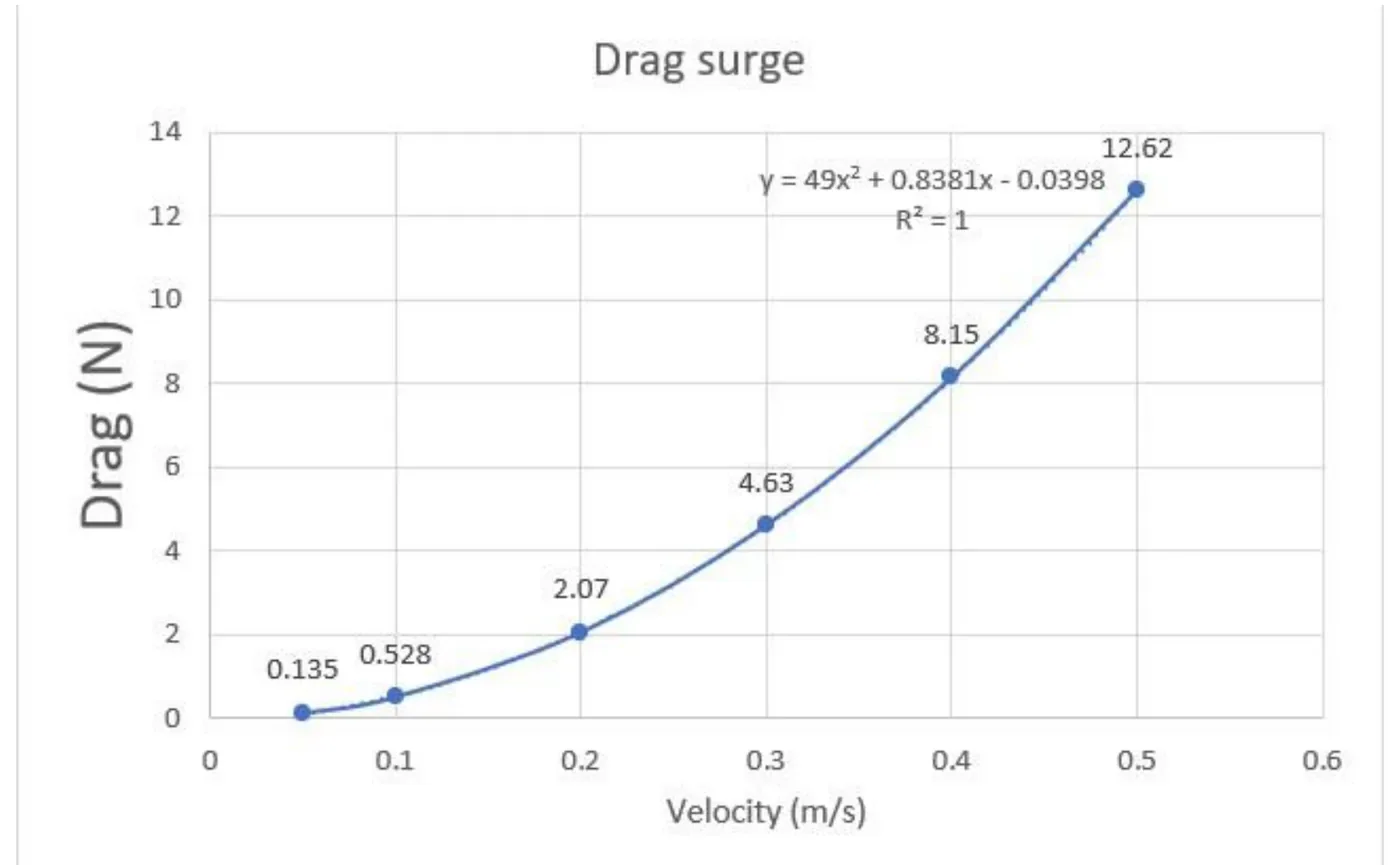 Drag surge
14
12.62
y = 49x² + 0.8381x - 0.0398
R² = 1
12
10
8.15
8
Drag (N)
6
4.63
4
2.07
2
0.135
0.528
0
0 0.1 0.2 0.3 0.4 0.5 0.6
Velocity (m/s)